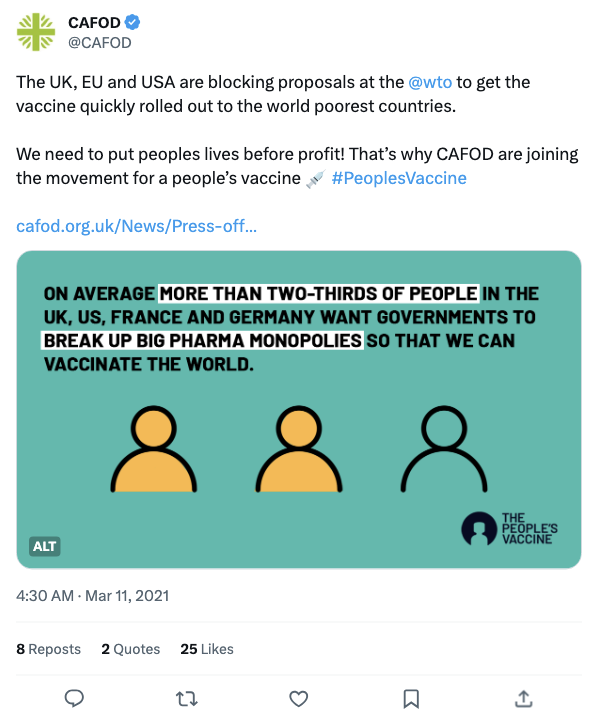 CAFOD
@CAFOD
The UK, EU and USA are blocking proposals at the @wto to get the
vaccine quickly rolled out to the world poorest countries.
We need to put peoples lives before profit! That’s why CAFOD are joining
the movement for a people’s vaccine 💉 #PeoplesVaccine
cafod.org.uk/News/Press-off…
ON AVERAGE MORE THAN TWO-THIRDS OF PEOPLE IN THE
UK, US, FRANCE AND GERMANY WANT GOVERNMENTS TO
BREAK UP BIG PHARMA MONOPOLIES SO THAT WE CAN
VACCINATE THE WORLD.
THE
PEOPLE'S
VACCINE
ALT
4:30 AM · Mar 11, 2021
8 Reposts 2 Quotes 25 Likes